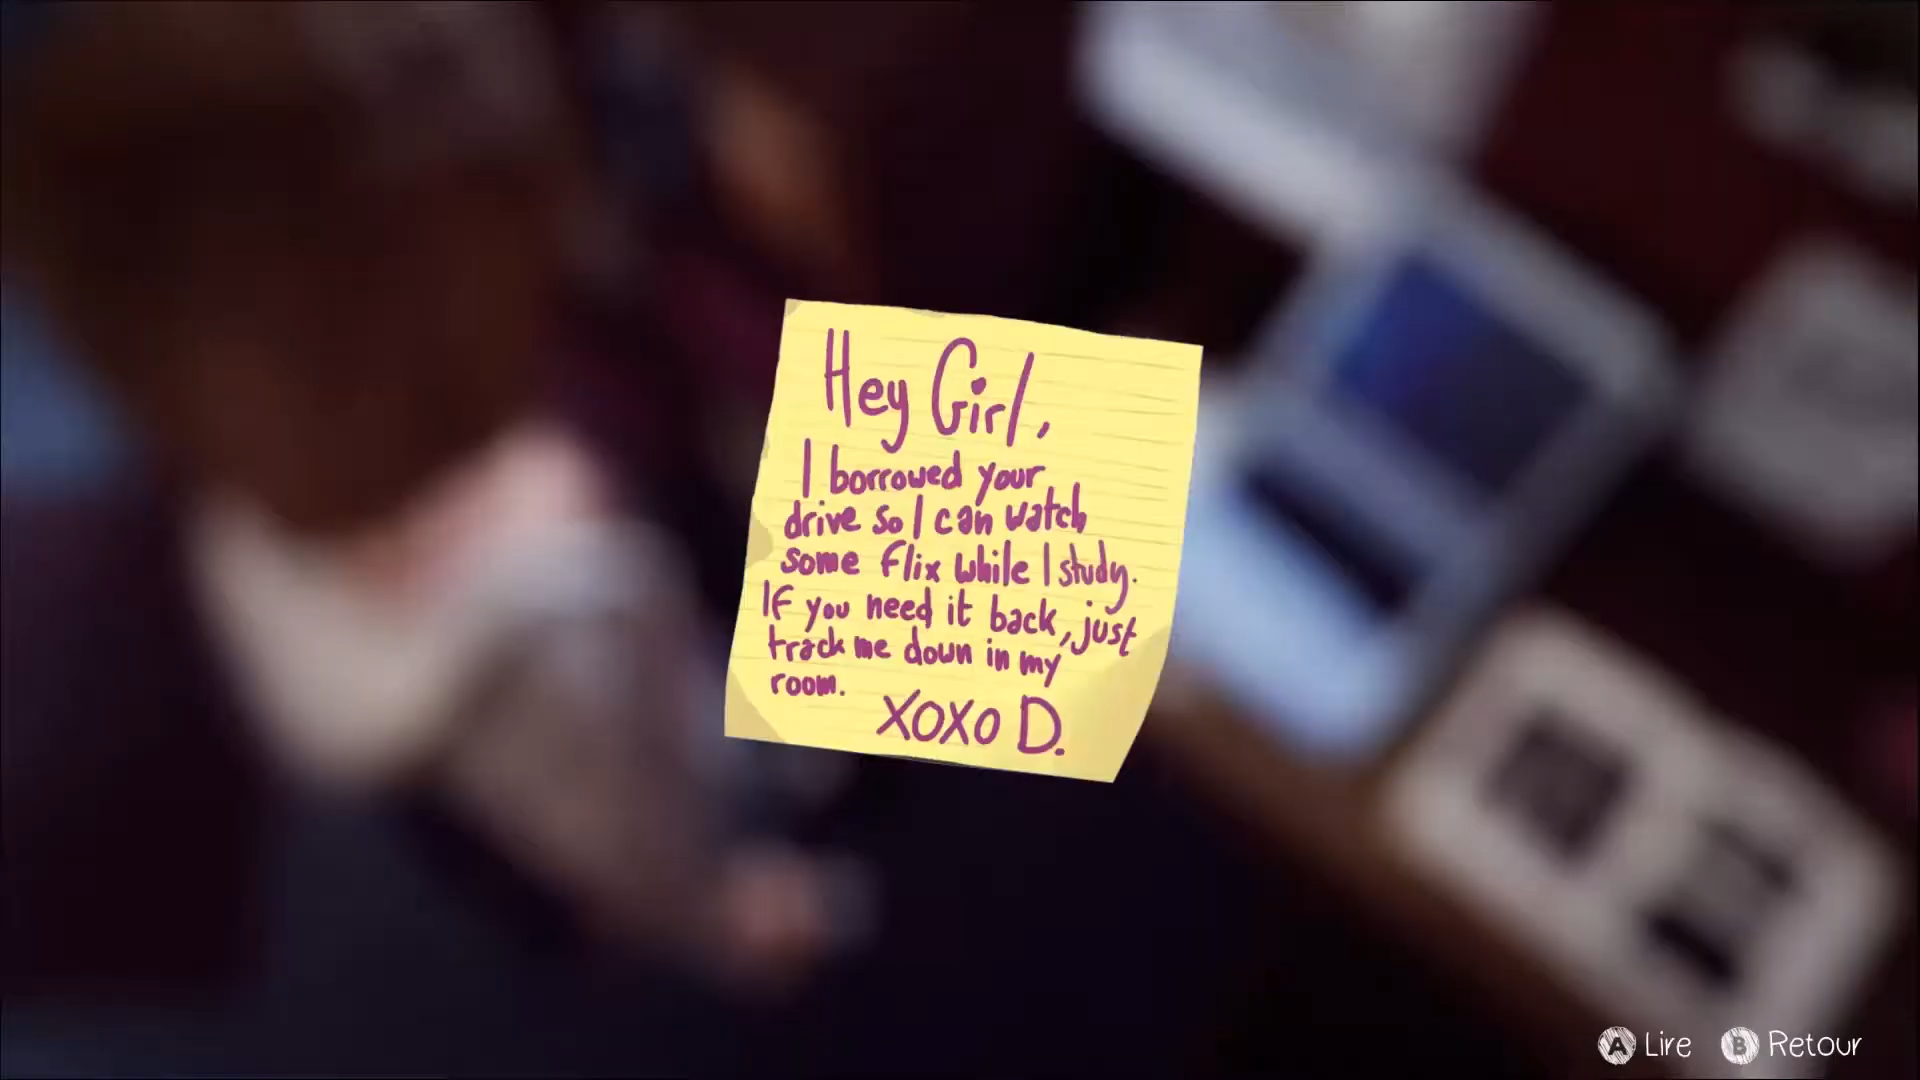 Hey Girl,
I borrowed your
drive so I can watch
some flix while I study.
If you need it back, just
track me down in my
room.
XOXO D.
A Lire B Retour